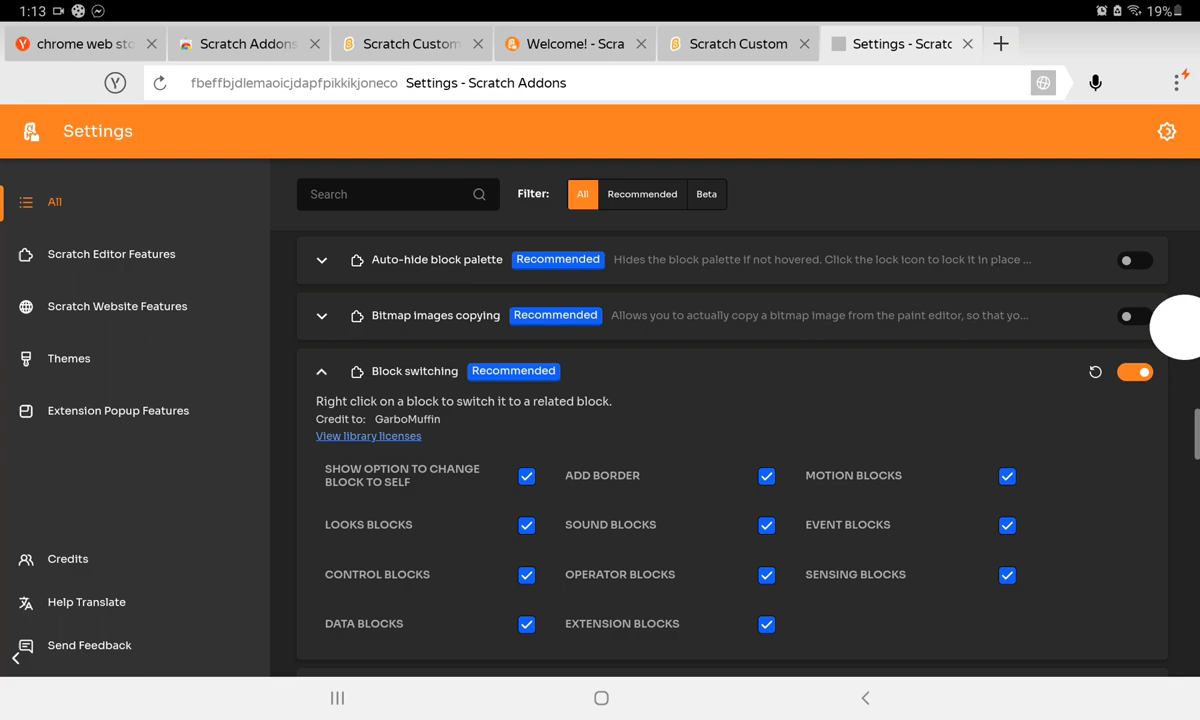 1:13
19%
chrome web sto
Scratch Addons
Scratch Custom
Welcome! - Scra
Scratch Custom
Settings - Scratc
fbeffbjdlemaoicjdapfpikkikjoneco Settings - Scratch Addons
Settings
Search
Filter:
All
Recommended
Beta
All
Scratch Editor Features
Scratch Website Features
Themes
Extension Popup Features
Credits
Help Translate
Send Feedback
Auto-hide block palette Recommended Hides the block palette if not hovered. Click the lock icon to lock it in place ...
Bitmap images copying Recommended Allows you to actually copy a bitmap image from the paint editor, so that yo...
Block switching Recommended
Right click on a block to switch it to a related block.
Credit to: GarboMuffin
View library licenses
SHOW OPTION TO CHANGE
BLOCK TO SELF
ADD BORDER
MOTION BLOCKS
LOOKS BLOCKS
SOUND BLOCKS
EVENT BLOCKS
CONTROL BLOCKS
OPERATOR BLOCKS
SENSING BLOCKS
DATA BLOCKS
EXTENSION BLOCKS